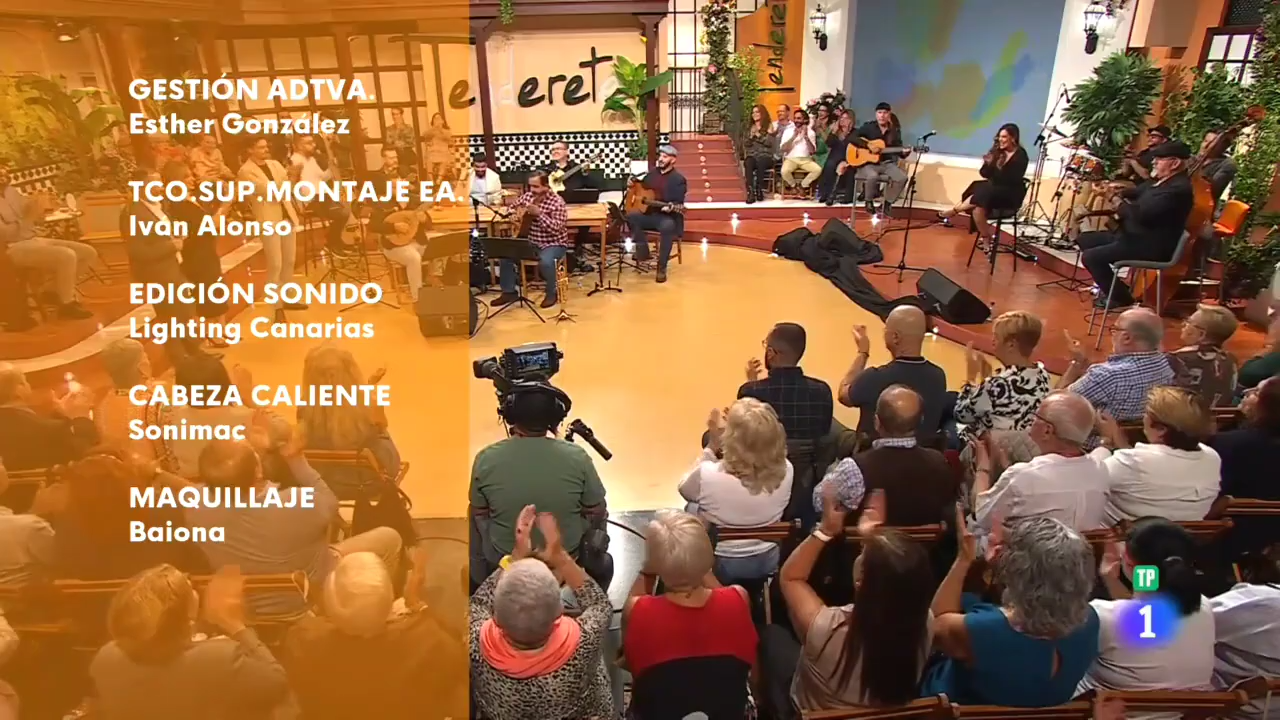 GESTIÓN ADTVA.
Esther González
TCO.SUP.MONTAJE EA.
Ivan Alonso
EDICIÓN SONIDO
Lighting Canarias
CABEZA CALIENTE
Sonimac
MAQUILLAJE
Baiona
enderet
TP
1